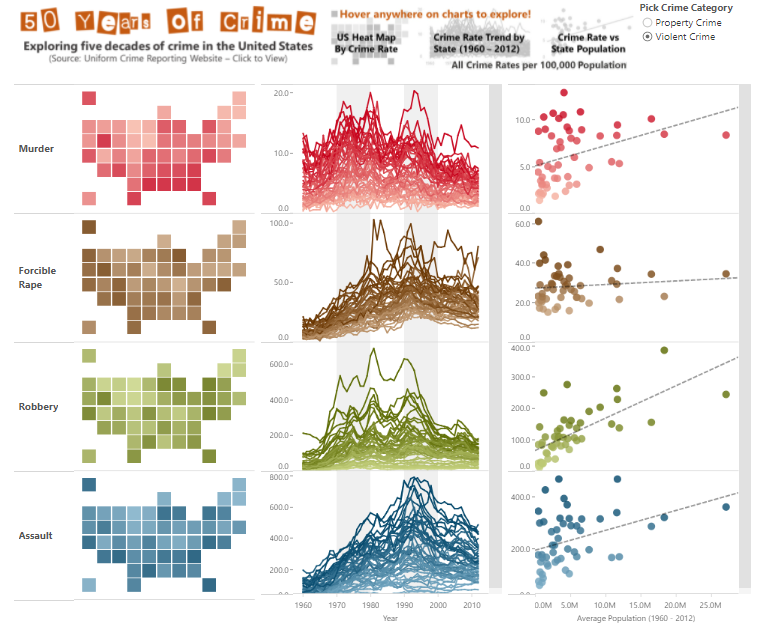 50 Years of Crime
Exploring five decades of crime in the United States
(Source: Uniform Crime Reporting Website – Click to View)
Hover anywhere on charts to explore!
US Heat Map
By Crime Rate
Crime Rate Trend by
State (1960 – 2012)
Crime Rate vs
State Population
All Crime Rates per 100,000 Population
Pick Crime Category
Property Crime
Violent Crime
Murder
20.0
10.0
0.0
10.0
5.0
0.0
Forcible
Rape
100.0
50.0
0.0
60.0
40.0
20.0
0.0
Robbery
600.0
400.0
200.0
0.0
400.0
300.0
200.0
100.0
0.0
Assault
800.0
600.0
400.0
200.0
0.0
400.0
200.0
0.0
1960 1970 1980 1990 2000 2010
Year
0.0M 5.0M 10.0M 15.0M 20.0M 25.0M
Average Population (1960 - 2012)